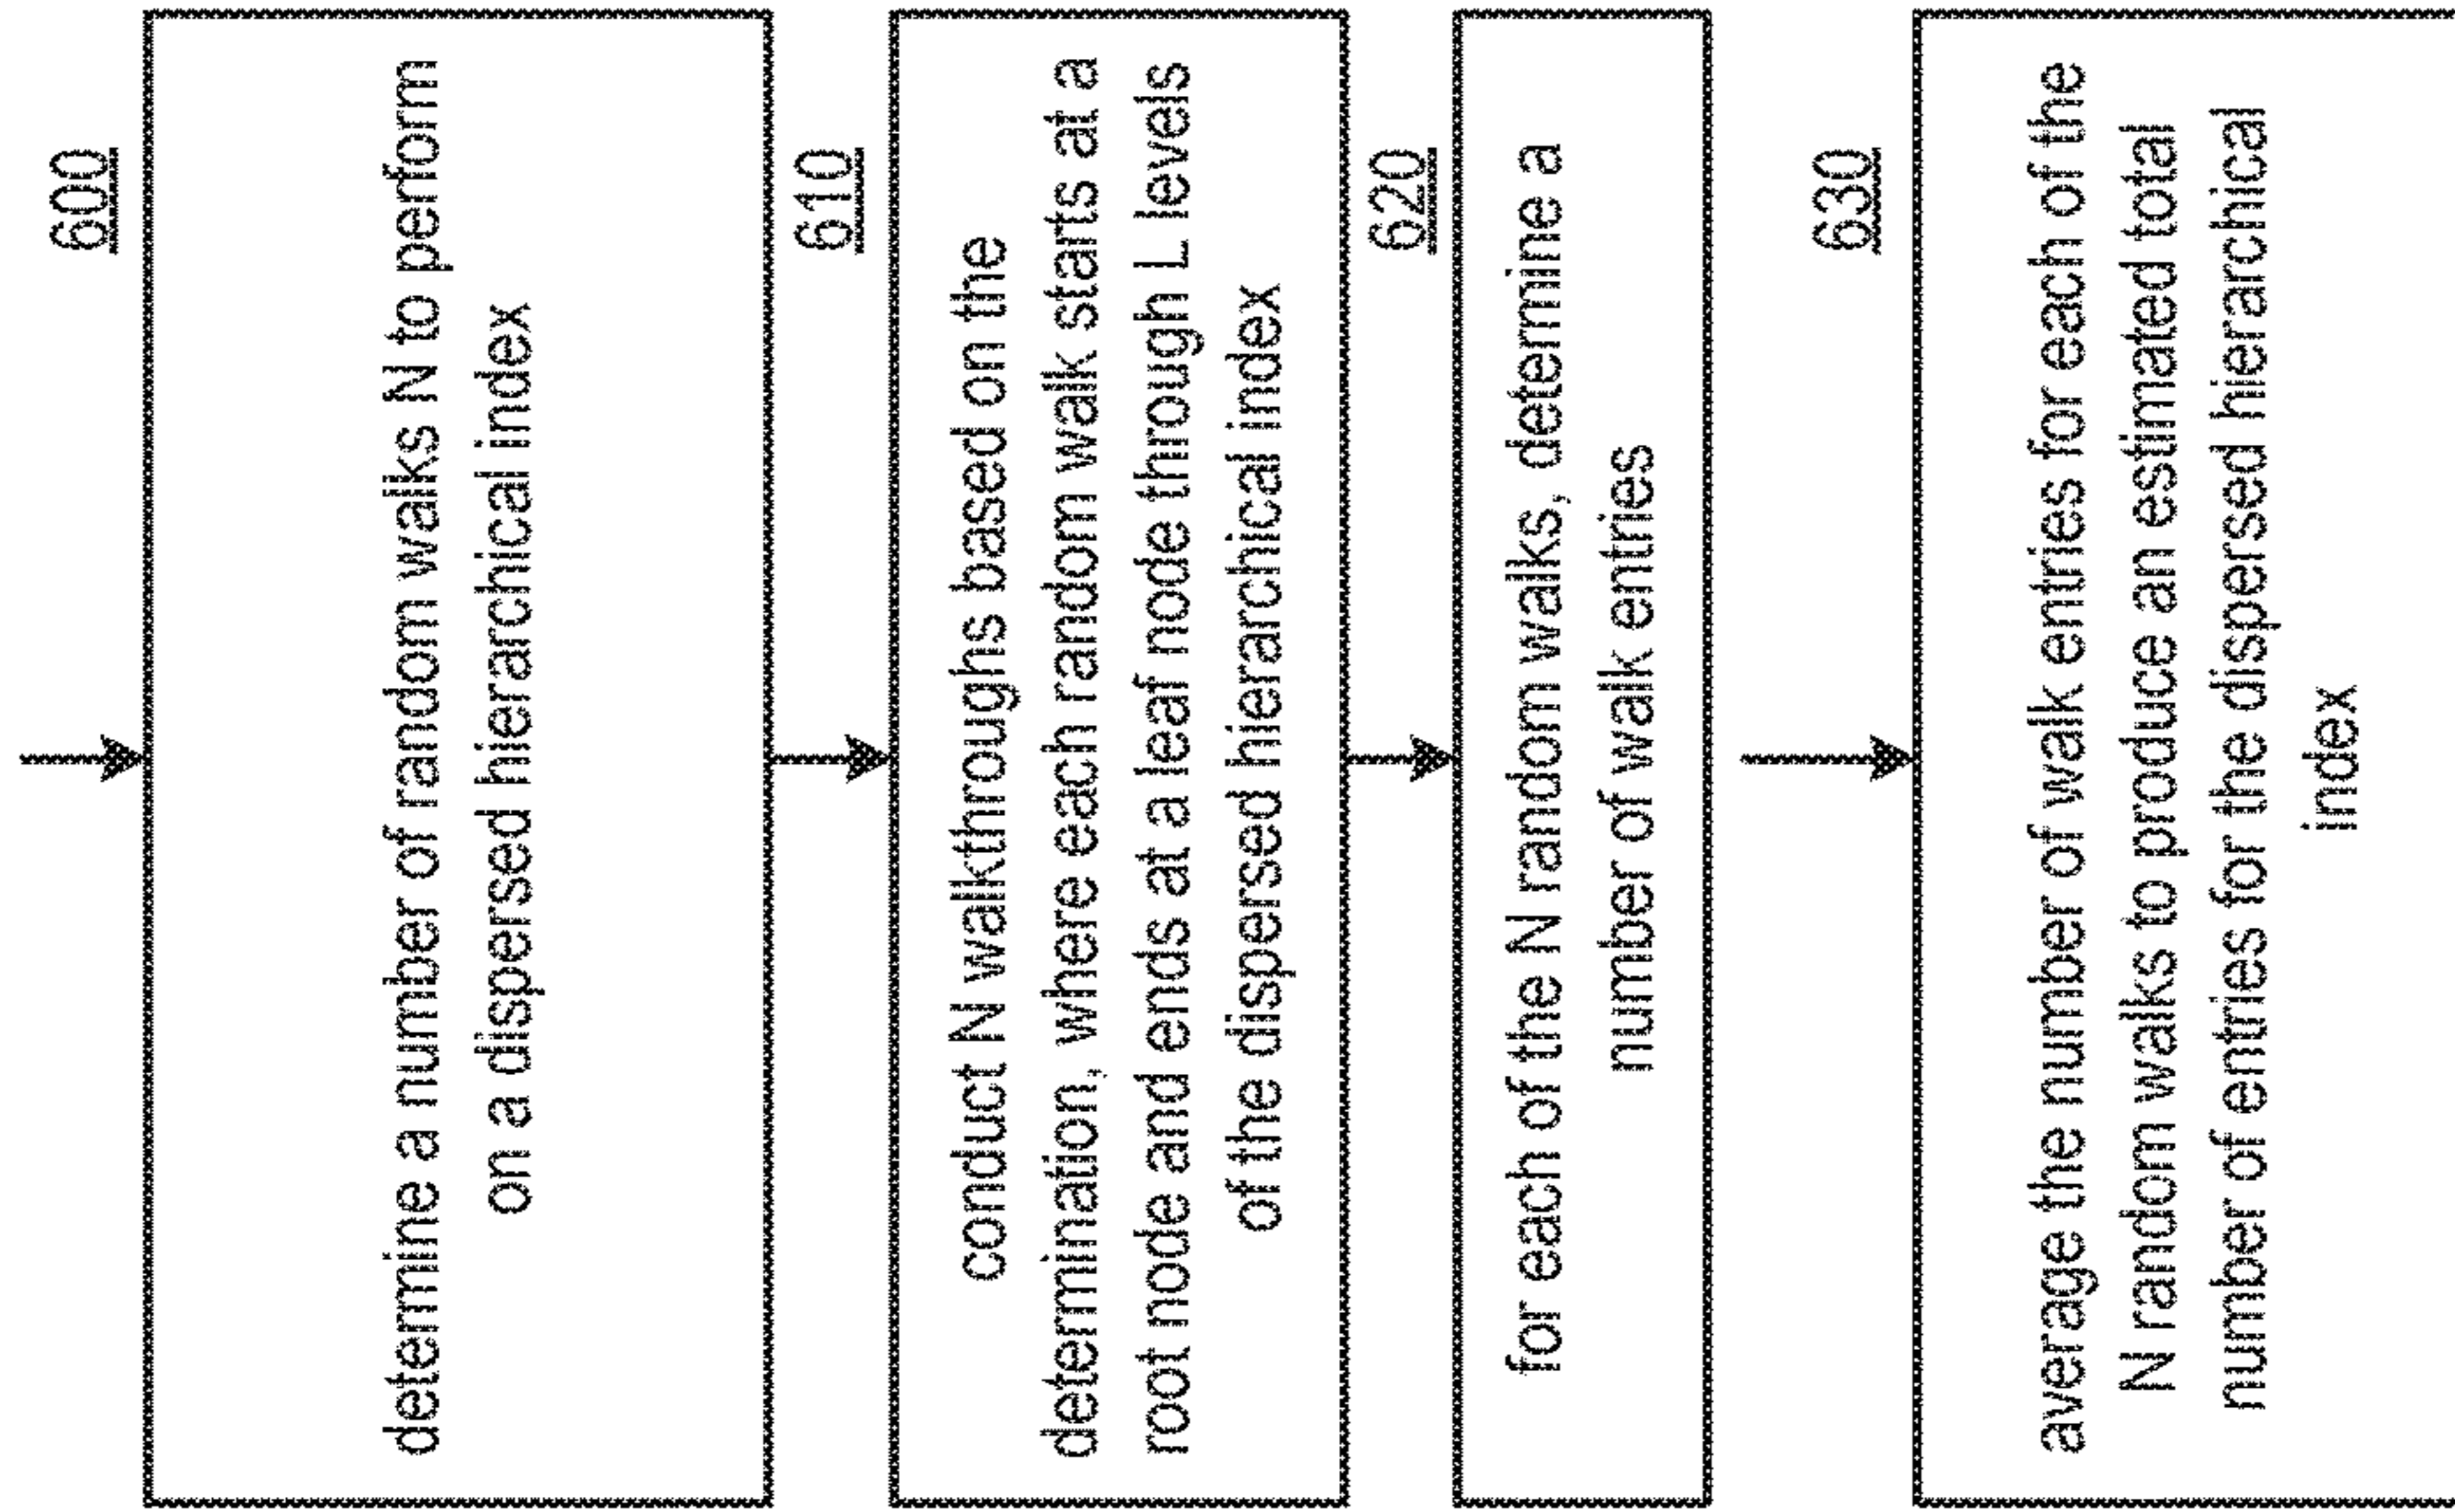 600
determine a number of random walks N to perform
on a dispersed hierarchical index
610
conduct N walkthroughs based on the
determination, where each random walk starts at a
root node and ends at a leaf node through L levels
of the dispersed hierarchical index
620
for each of the N random walks, determine a
number of walk entries
630
average the number of walk entries for each of the
N random walks to produce an estimated total
number of entries for the dispersed hierarchical
index